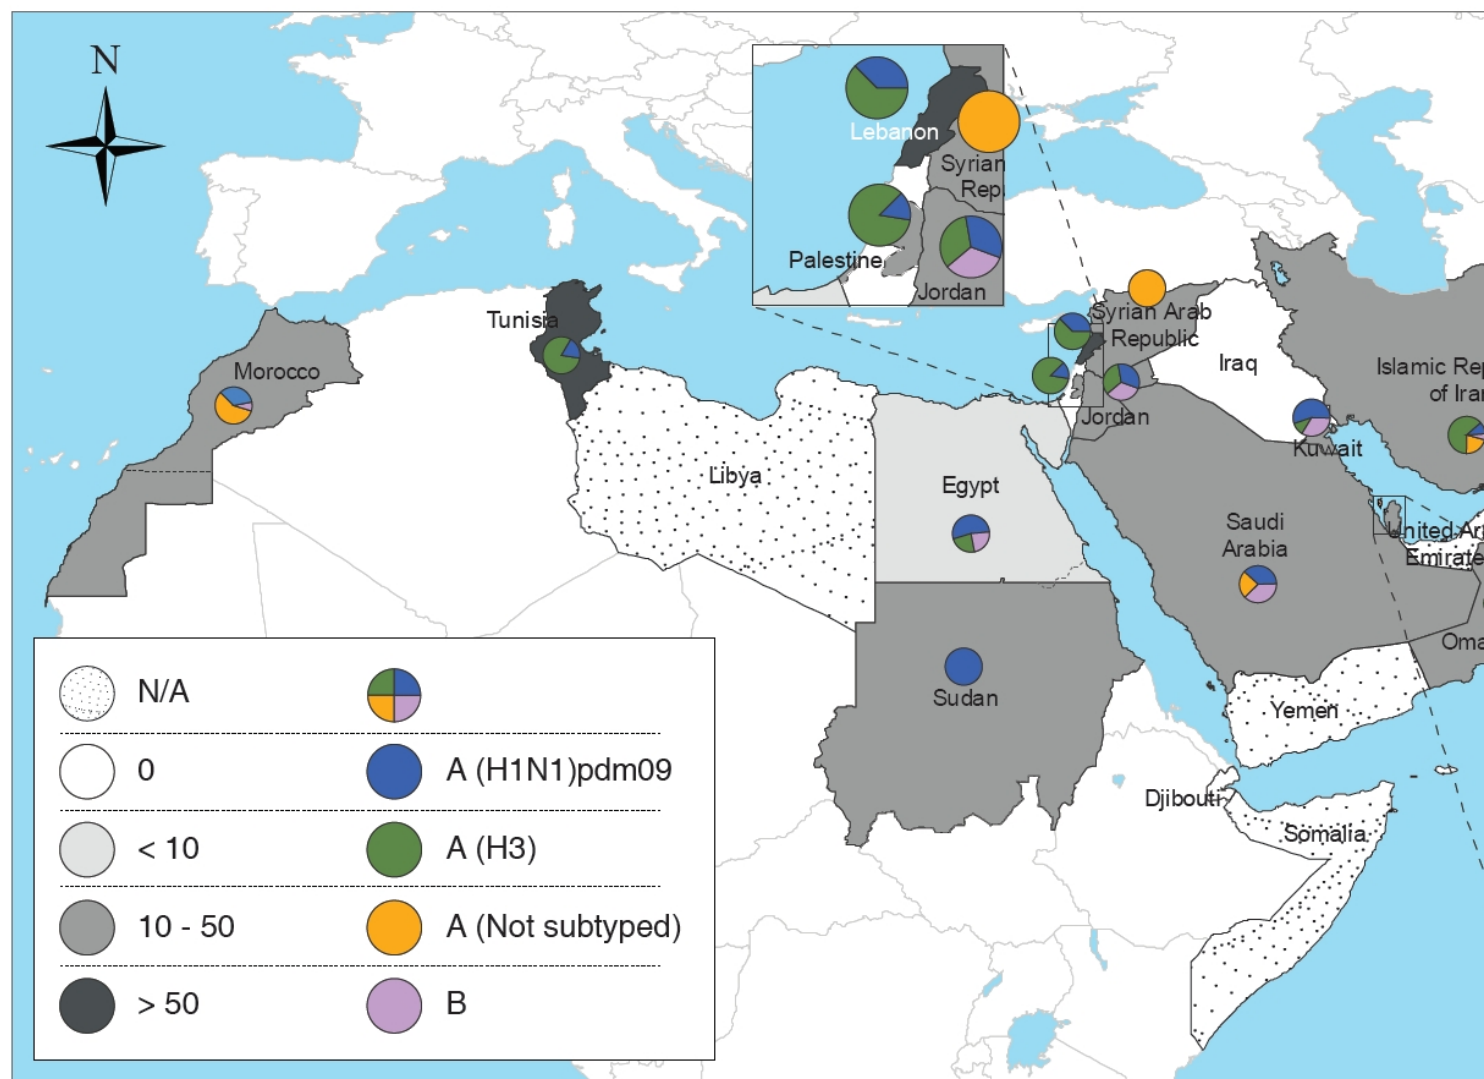 N
Lebanon
Syrian
Rep
Palestine
Jordan
Tunisia
Morocco
Syrian Arab
Republic
Iraq
Islamic Rep
of Iran
Jordan
Kuwait
Libya
Egypt
Saudi
Arabia
United Ar
Emirate
Oma
Sudan
Yemen
Djibouti
Somalia
N/A
0
A (H1N1)pdm09
< 10
A (H3)
10 - 50
A (Not subtyped)
> 50
B